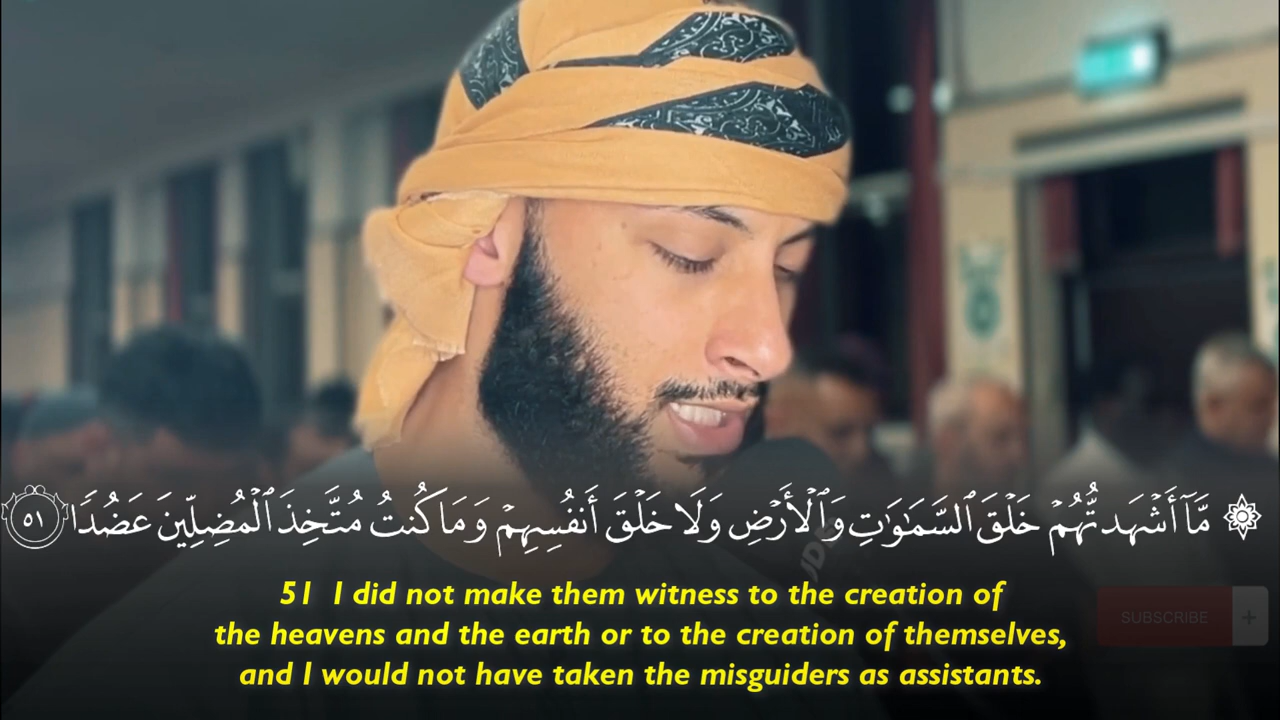 ۞ مَّآ أَشْهَدتُّهُمْ خَلْقَ ٱلسَّمَٰوَٰتِ وَٱلْأَرْضِ وَلَا خَلْقَ أَنفُسِهِمْ وَمَا كُنتُ مُتَّخِذَ ٱلْمُضِلِّينَ عَضُدًا ٥١
51 I did not make them witness to the creation of
the heavens and the earth or to the creation of themselves,
and I would not have taken the misguiders as assistants.
SUBSCRIBE +